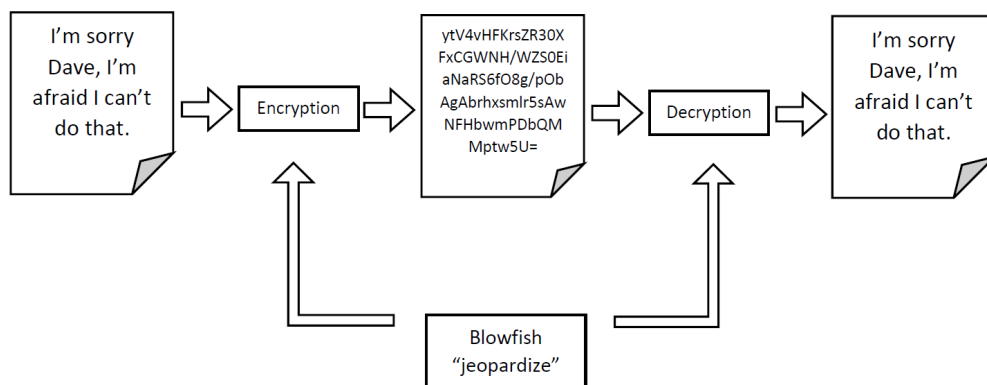 I'm sorry
Dave, I'm
afraid I can't
do that.
Encryption
ytV4vHFKrsZR30X
FxCGWNH/WZS0Ei
aNaRS6fO8g/pOb
AgAbrhxsmlr5sAw
NFHbwmPDbQM
Mptw5U=
Decryption
I'm sorry
Dave, I'm
afraid I can't
do that.
Blowfish
“jeopardize”